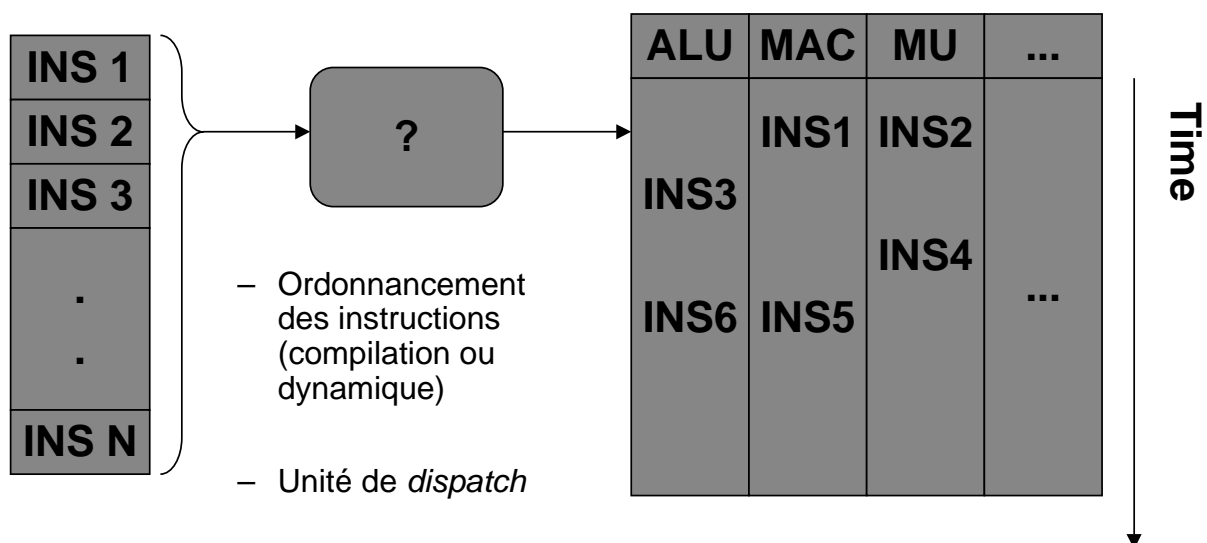 INS 1
INS 2
INS 3
.
.
INS N
?
– Ordonnancement
des instructions
(compilation ou
dynamique)
– Unité de dispatch
ALU MAC MU ...
INS1 INS2
INS3
INS4
...
INS6 INS5
Time